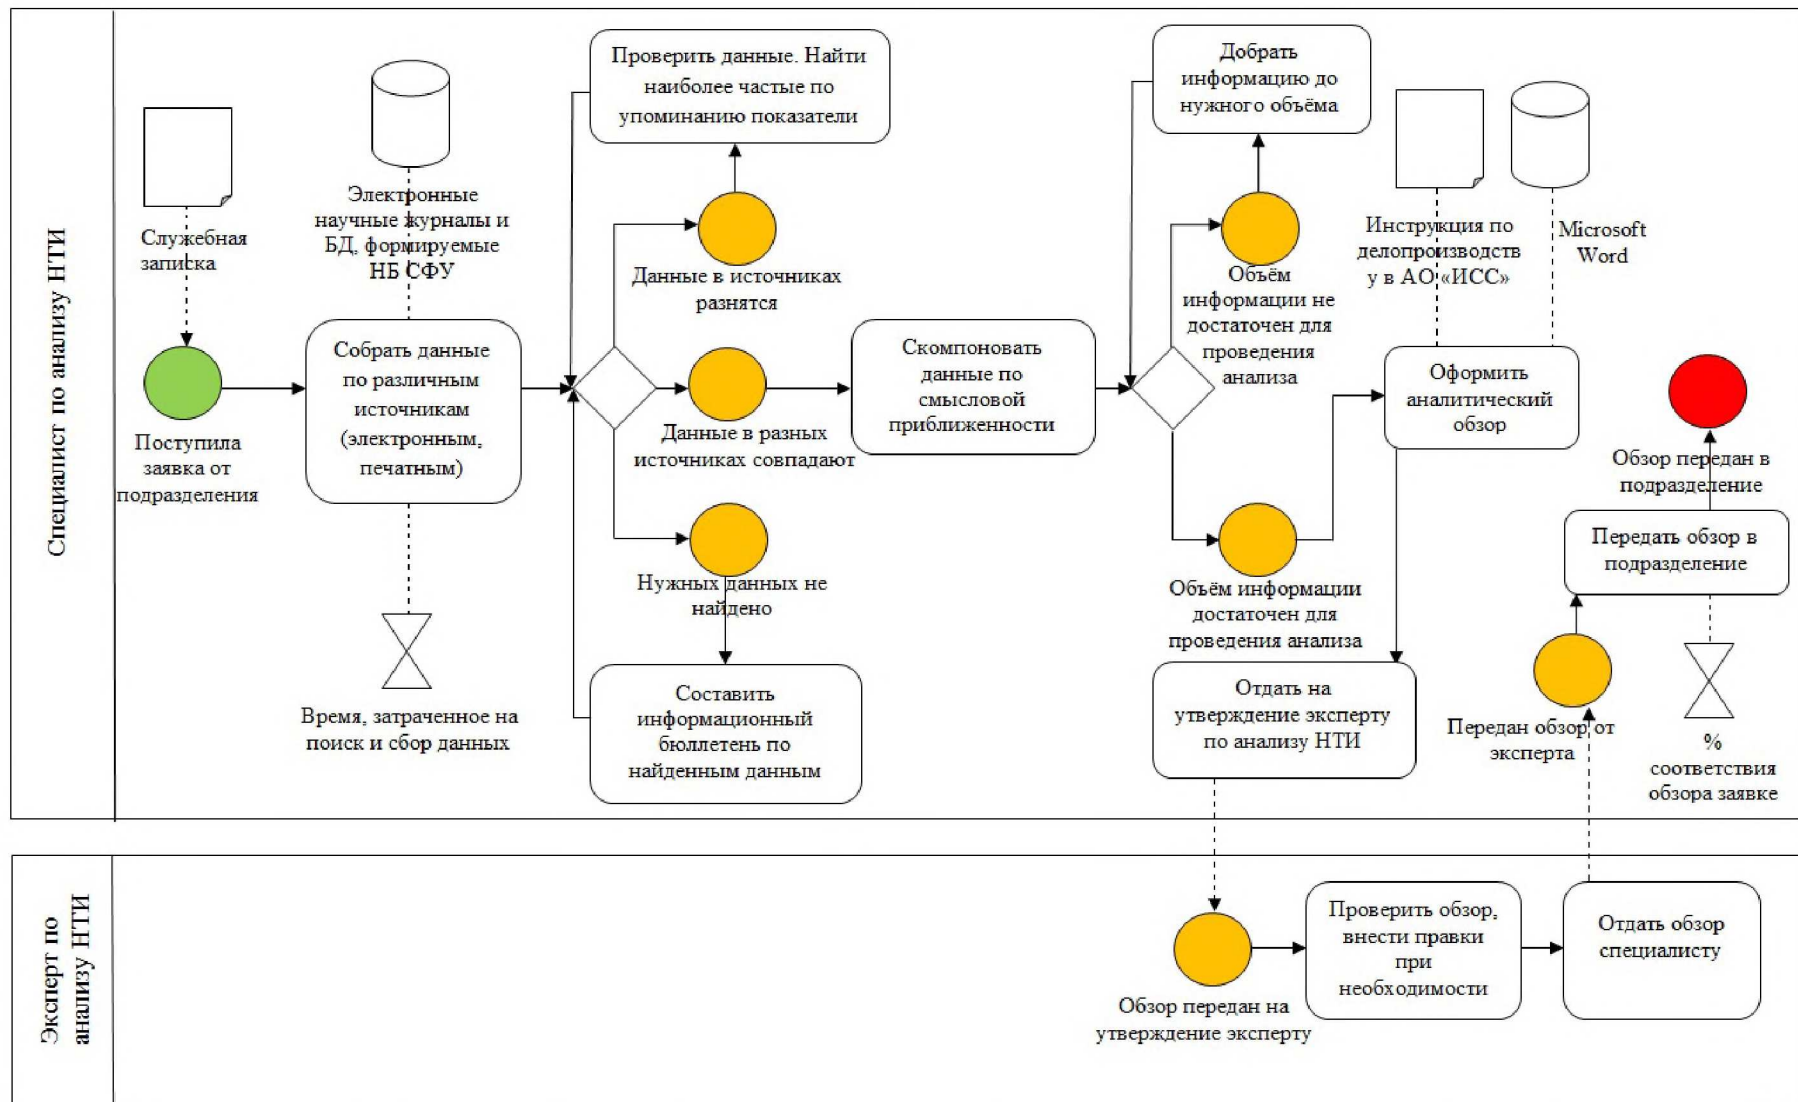 Специалист по анализу НТИ
Служебная
записка
Поступила
заявка от
подразделения
Электронные
научные журналы и
БД, формируемые
НБ СФУ
Собрать данные
по различным
источникам
(электронным,
печатным)
Время, затраченное на
поиск и сбор данных
Проверить данные. Найти
наиболее частые по
упоминанию показатели
Данные в источниках
разнятся
Данные в разных
источниках совпадают
Нужных данных не
найдено
Составить
информационный
бюллетень по
найденным данным
Скомпоновать
данные по
смысловой
приближенности
Добрать
информацию до
нужного объёма
Объём
информации не
достаточен для
проведения
анализа
Объём информации
достаточен для
проведения анализа
Инструкция по
делопроизводств
у в АО «ИСС»
Microsoft
Word
Оформить
аналитический
обзор
Отдать на
утверждение эксперту
по анализу НТИ
Обзор передан в
подразделение
Передать обзор в
подразделение
Передан обзор от
эксперта
%
соответствия
обзора заявке
Эксперт по
анализу НТИ
Обзор передан на
утверждение эксперту
Проверить обзор,
внести правки
при
необходимости
Отдать обзор
специалисту